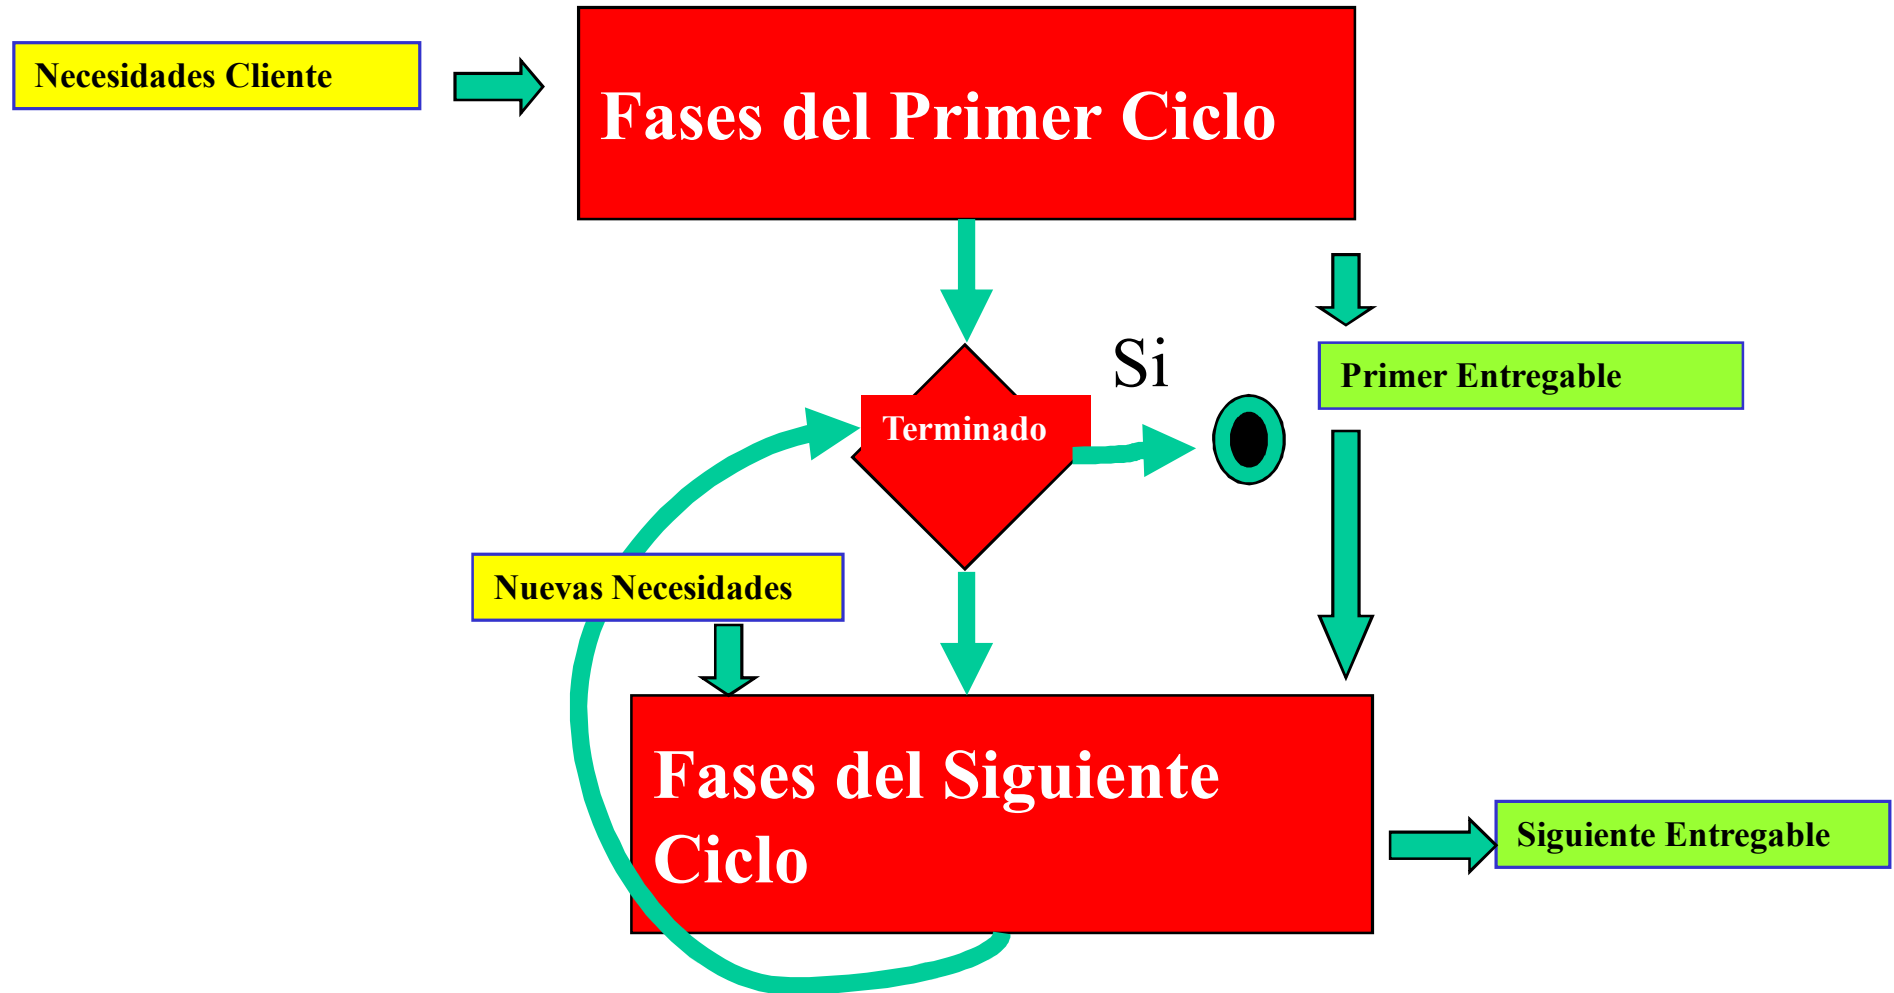 Necesidades Cliente
Fases del Primer Ciclo
Si
Primer Entregable
Terminado
Nuevas Necesidades
Fases del Siguiente
Ciclo
Siguiente Entregable